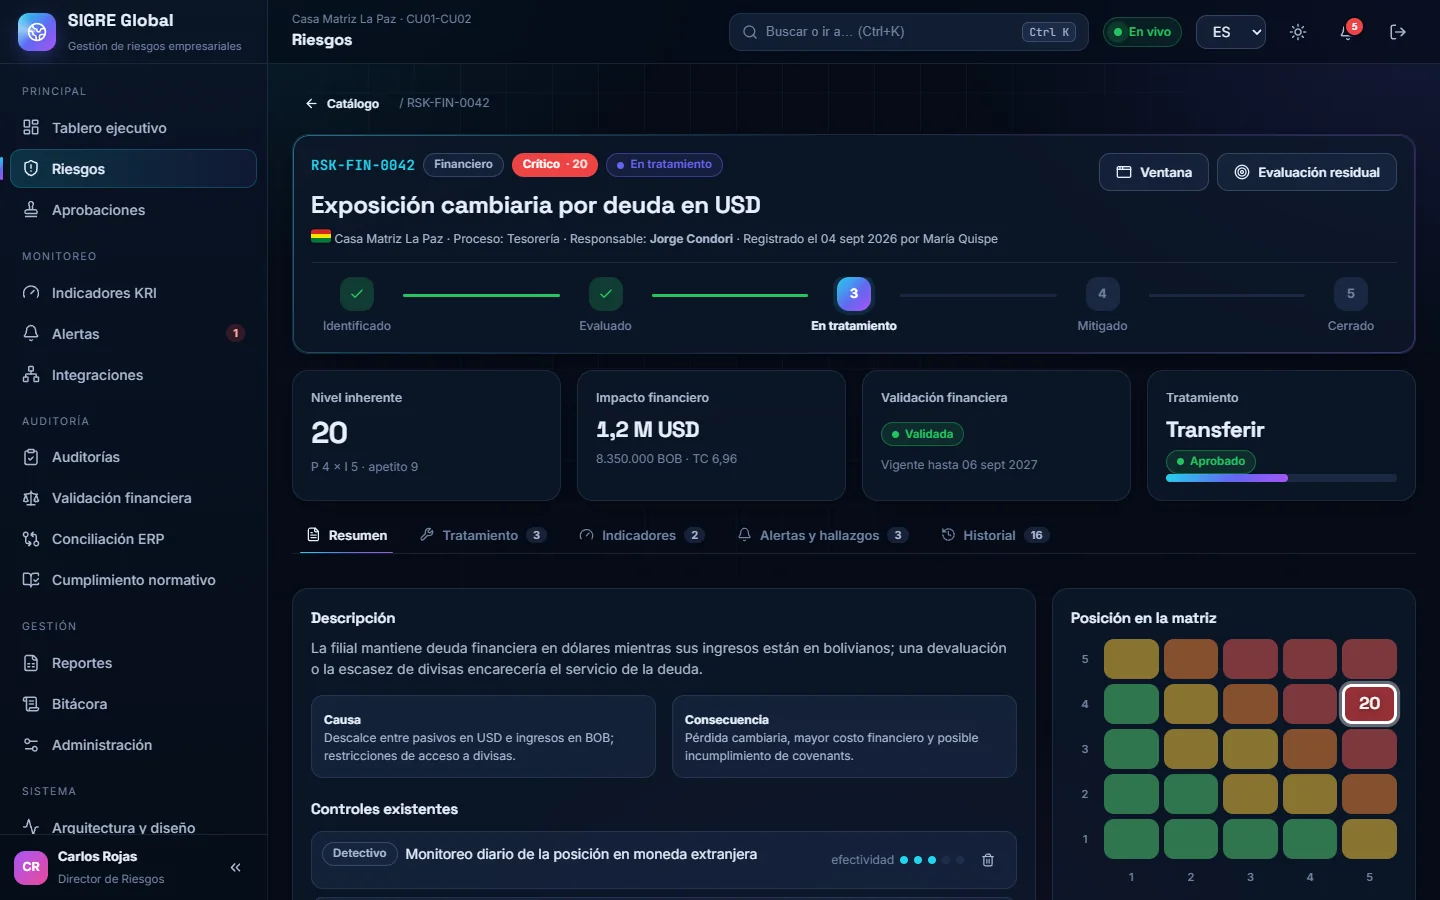 SIGRE Global
Gestión de riesgos empresariales
PRINCIPAL
Tablero ejecutivo
Riesgos
Aprobaciones
MONITOREO
Indicadores KRI
Alertas
1
Integraciones
AUDITORÍA
Auditorías
Validación financiera
Conciliación ERP
Cumplimiento normativo
GESTIÓN
Reportes
Bitácora
Administración
SISTEMA
Arquitectura y diseño
CR
Carlos Rojas
Director de Riesgos
Casa Matriz La Paz · CU01-CU02
Riesgos
Buscar o ir a… (Ctrl+K)
Ctrl K
En vivo
ES
5
Catálogo
/ RSK-FIN-0042
RSK-FIN-0042
Financiero
Crítico · 20
En tratamiento
Ventana
Evaluación residual
Exposición cambiaria por deuda en USD
Casa Matriz La Paz · Proceso: Tesorería · Responsable: Jorge Condori · Registrado el 04 sept 2026 por María Quispe
3
4
5
Identificado
Evaluado
En tratamiento
Mitigado
Cerrado
Nivel inherente
20
P 4 × I 5 · apetito 9
Impacto financiero
1,2 M USD
8.350.000 BOB · TC 6,96
Validación financiera
Validada
Vigente hasta 06 sept 2027
Tratamiento
Transferir
Aprobado
Resumen
Tratamiento 3
Indicadores 2
Alertas y hallazgos 3
Historial 16
Descripción
La filial mantiene deuda financiera en dólares mientras sus ingresos están en bolivianos; una devaluación
o la escasez de divisas encarecería el servicio de la deuda.
Causa
Descalce entre pasivos en USD e ingresos en BOB;
restricciones de acceso a divisas.
Consecuencia
Pérdida cambiaria, mayor costo financiero y posible
incumplimiento de covenants.
Controles existentes
Detectivo
Monitoreo diario de la posición en moneda extranjera
efectividad
Posición en la matriz
5
4
20
3
2
1
1 2 3 4 5